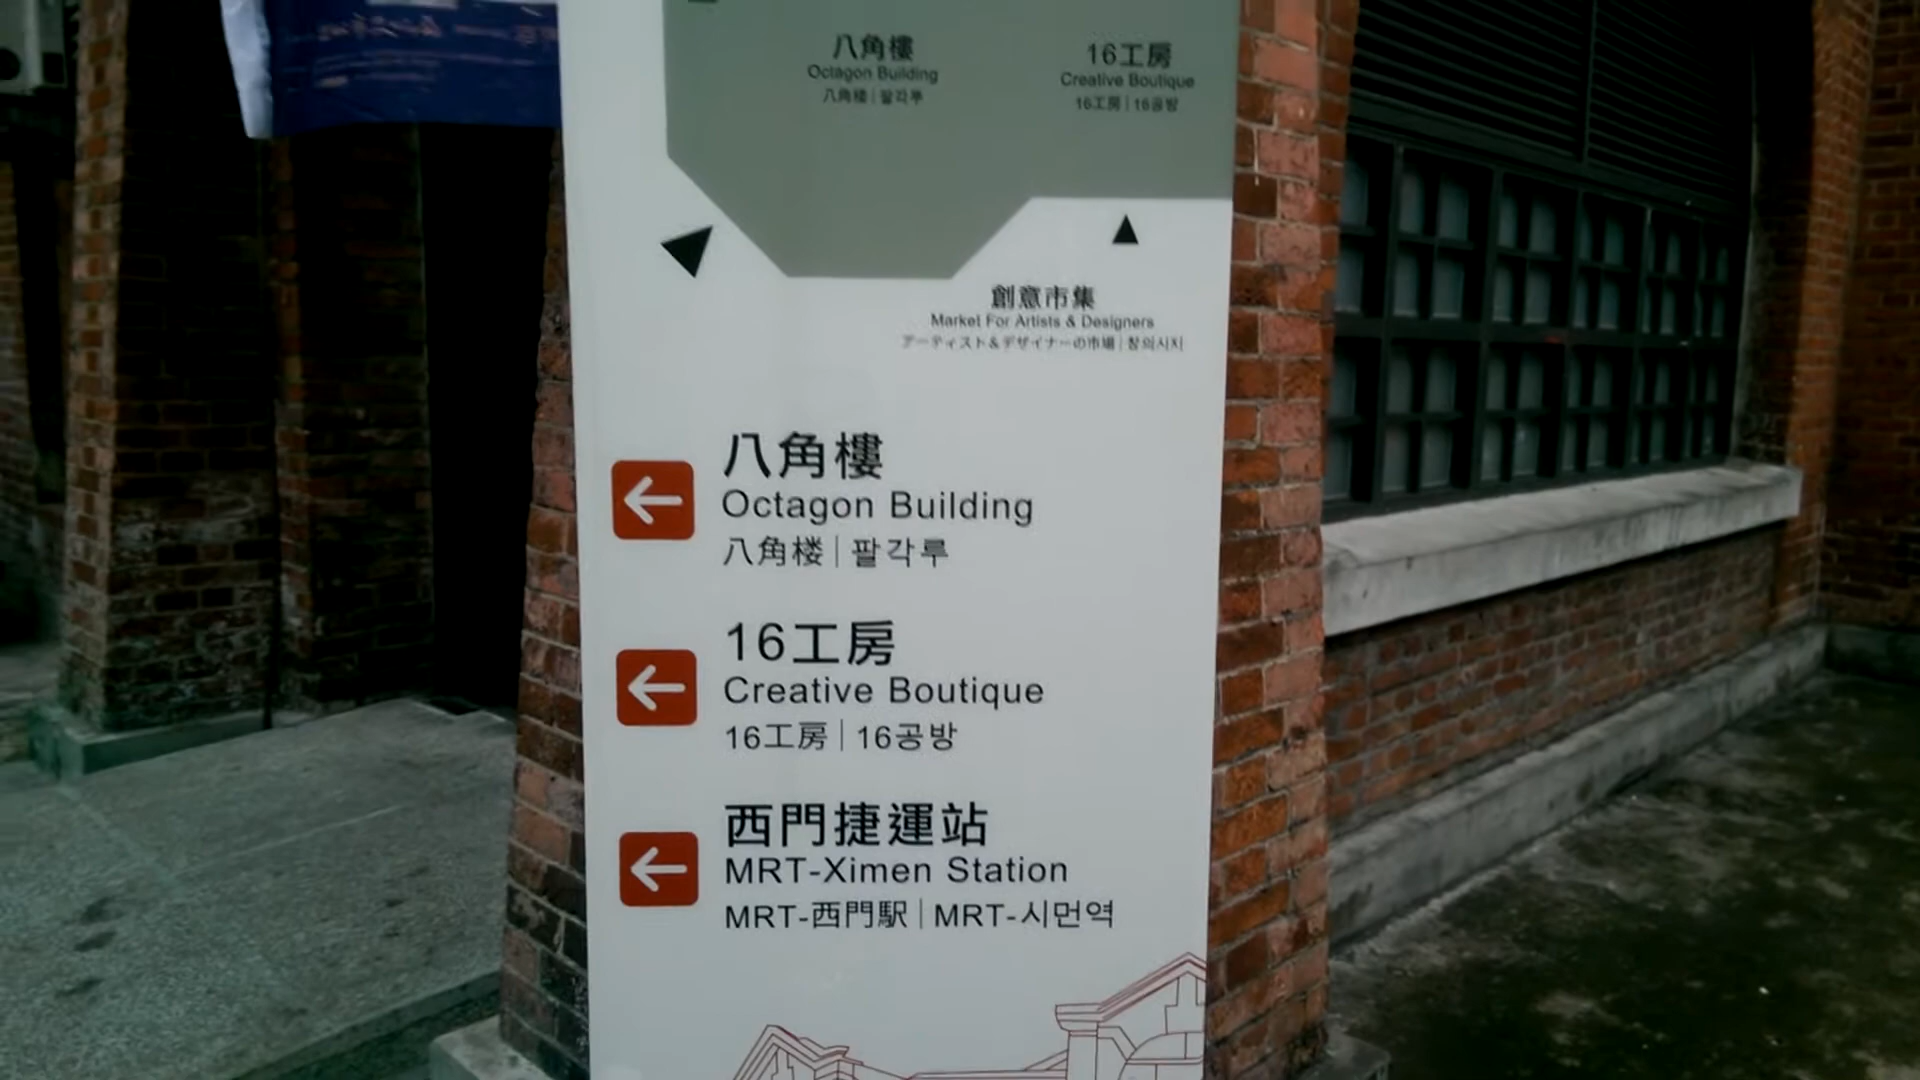 八角樓
Octagon Building
八角楼|팔각루
16工房
Creative Boutique
16工房|16공방
創意市集
Market For Artists & Designers
アーティスト&デザイナーの市場|창의시지
八角樓
Octagon Building
八角楼|팔각루
16工房
Creative Boutique
16工房|16공방
西門捷運站
MRT-Ximen Station
MRT-西門駅|MRT-시먼역